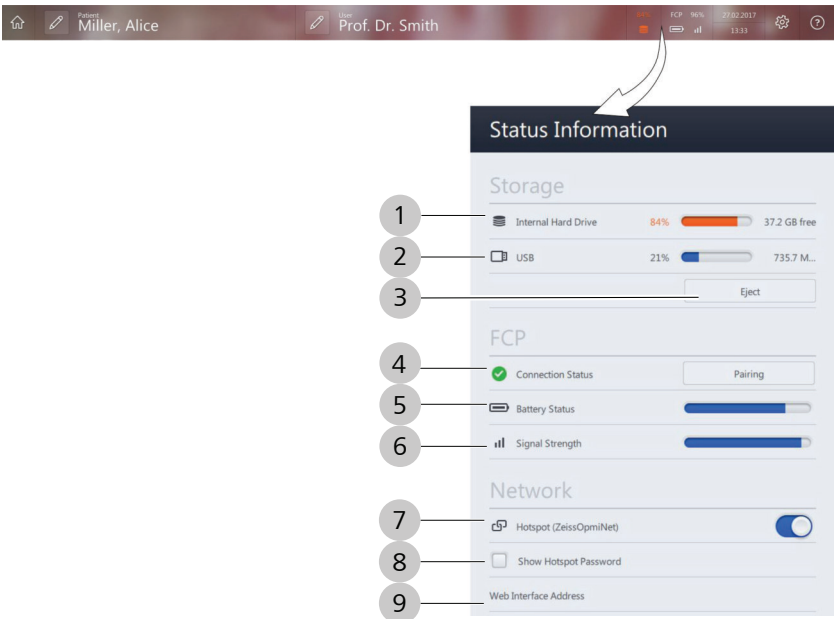 Patient
Miller, Alice
User
Prof. Dr. Smith
84%
FCP 96%
27.02.2017
13:33
Status Information
Storage
1 Internal Hard Drive 84% 37.2 GB free
2 USB 21% 735.7 M...
3 Eject
FCP
4 Connection Status Pairing
5 Battery Status
6 Signal Strength
Network
7 Hotspot (ZeissOpmiNet)
8 Show Hotspot Password
9 Web Interface Address